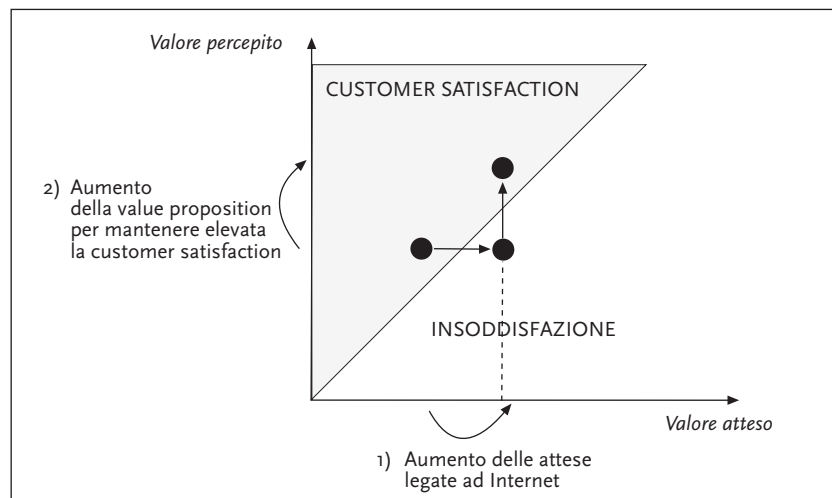 Valore percepito
CUSTOMER SATISFACTION
2) Aumento
della value proposition
per mantenere elevata
la customer satisfaction
INSODDISFAZIONE
Valore atteso
1) Aumento delle attese
legate ad Internet